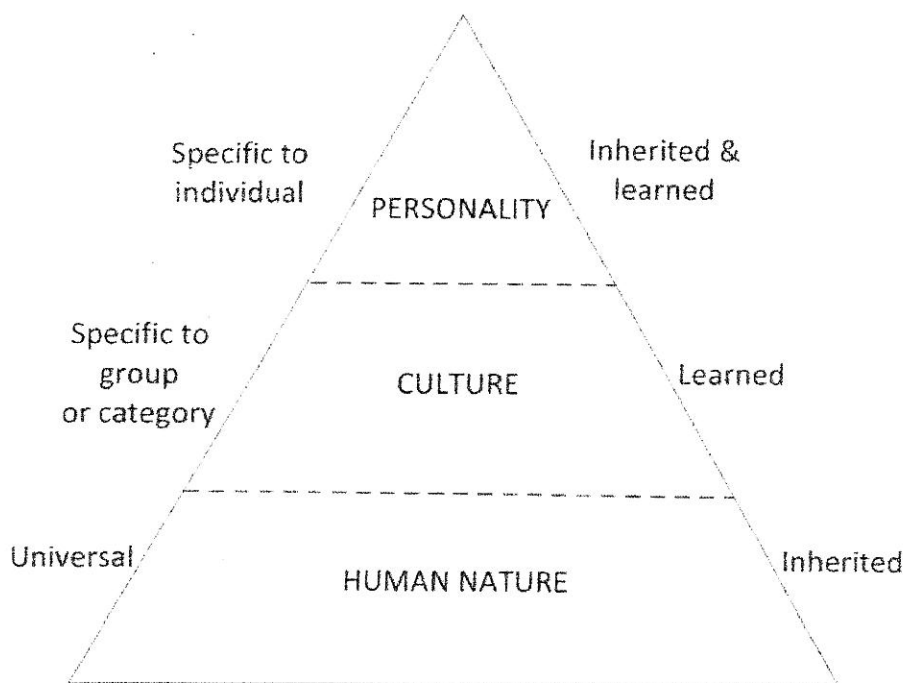 Specific to
individual
Inherited &
learned
PERSONALITY
Specific to
group
or category
CULTURE
Learned
Universal
HUMAN NATURE
Inherited